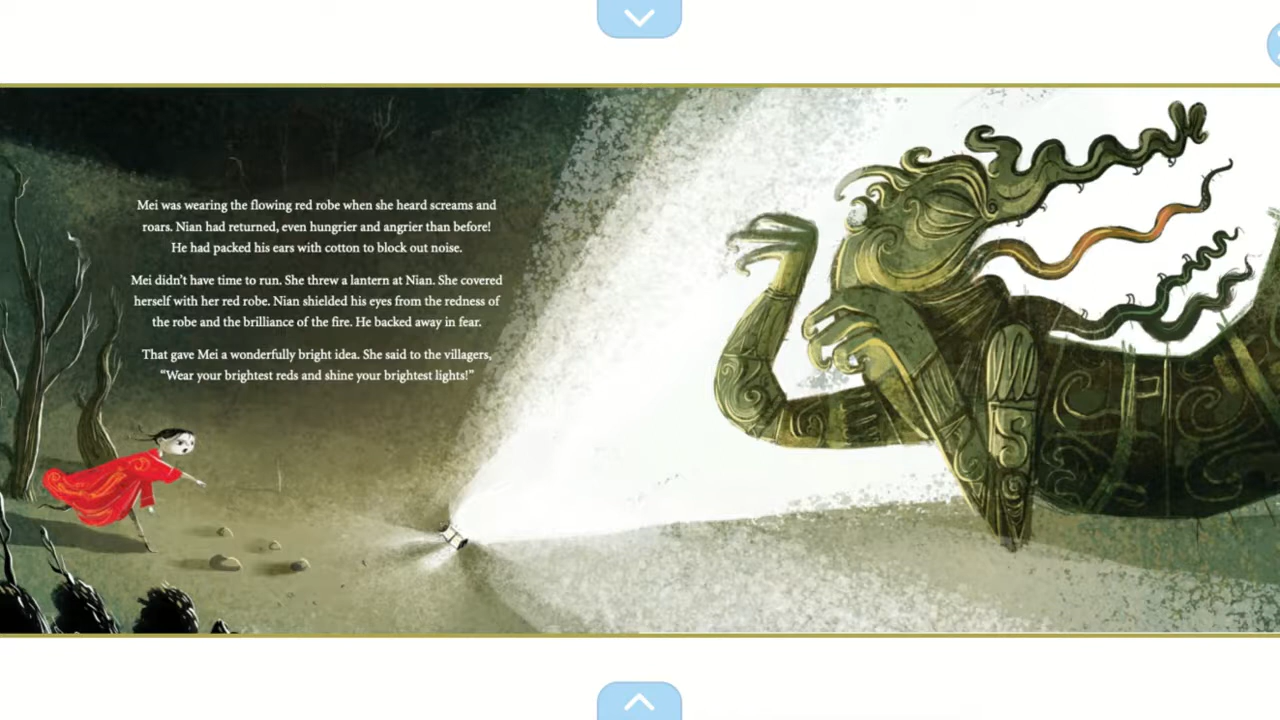 Mei was wearing the flowing red robe when she heard screams and
roars. Nian had returned, even hungrier and angrier than before!
He had packed his ears with cotton to block out noise.
Mei didn’t have time to run. She threw a lantern at Nian. She covered
herself with her red robe. Nian shielded his eyes from the redness of
the robe and the brilliance of the fire. He backed away in fear.
That gave Mei a wonderfully bright idea. She said to the villagers,
“Wear your brightest reds and shine your brightest lights!”